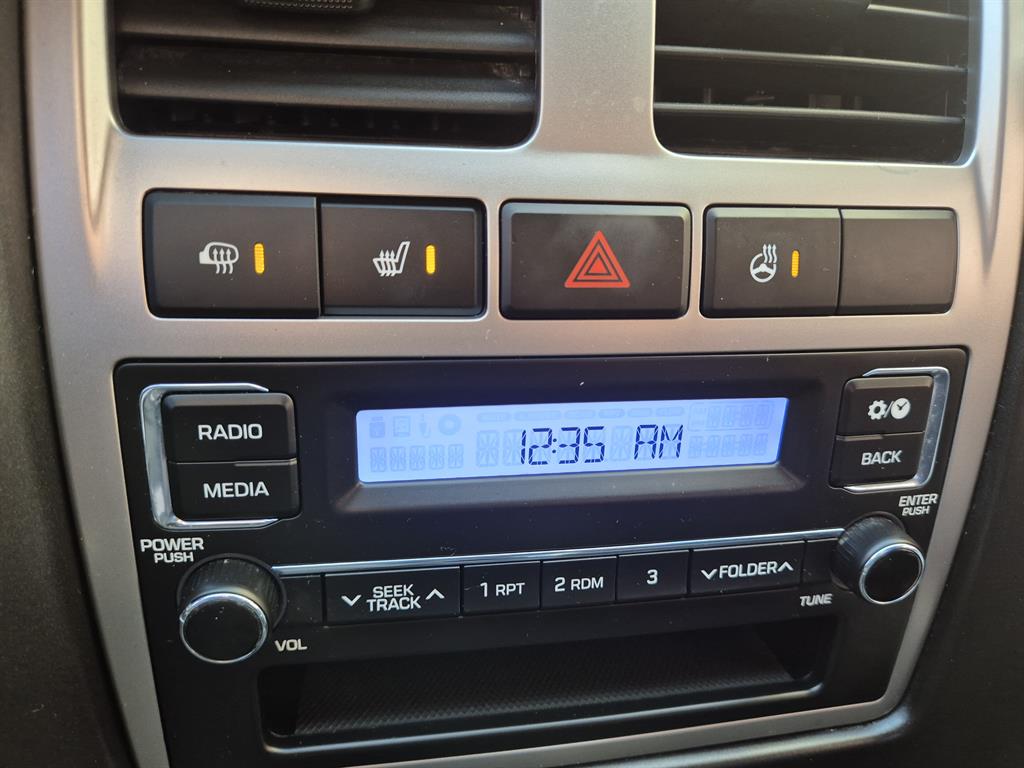 RADIO
MEDIA
12:35 AM
BACK
POWER
PUSH
ENTER
PUSH
SEEK
TRACK
1 RPT
2 RDM
3
FOLDER
VOL
TUNE